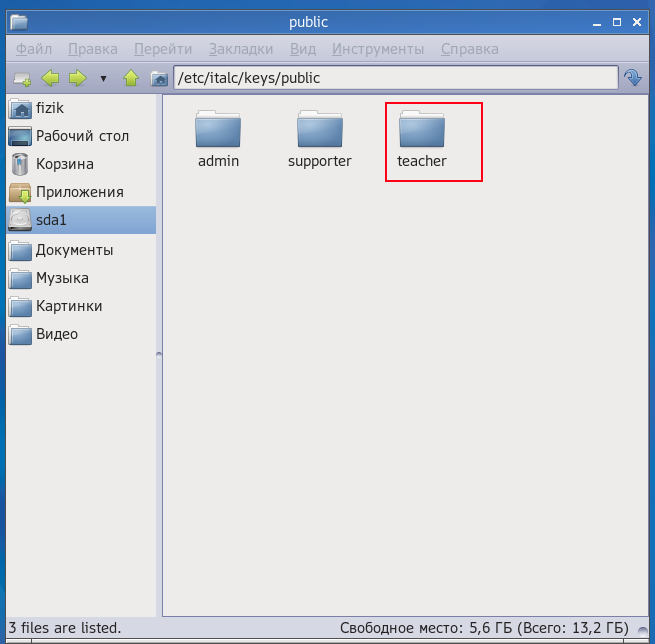 public
Файл Правка Перейти Закладки Вид Инструменты Справка
/etc/italc/keys/public
fizik
Рабочий стол
Корзина
Приложения
sda1
Документы
Музыка
Картинки
Видео
admin supporter teacher
3 files are listed. Свободное место: 5,6 ГБ (Всего: 13,2 ГБ)